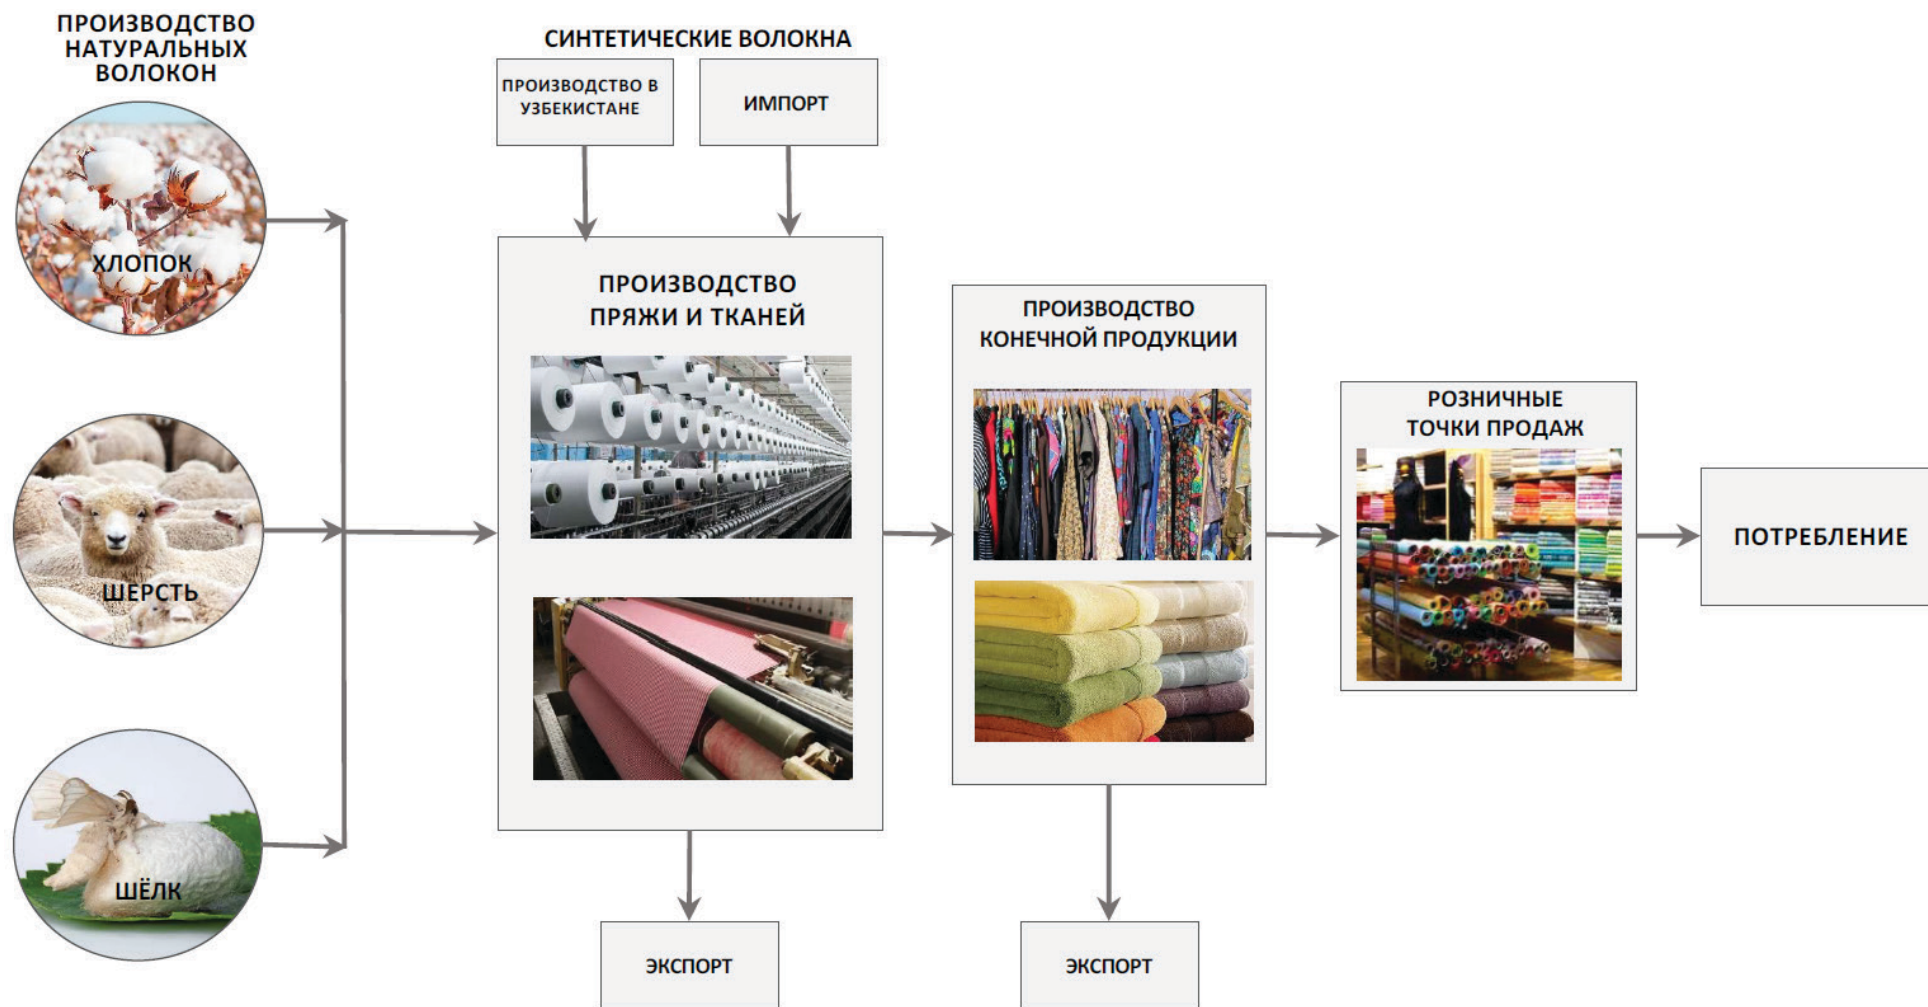 ПРОИЗВОДСТВО
НАТУРАЛЬНЫХ
ВОЛОКОН
ХЛОПОК
ШЕРСТЬ
ШЁЛК
СИНТЕТИЧЕСКИЕ ВОЛОКНА
ПРОИЗВОДСТВО В
УЗБЕКИСТАНЕ
ИМПОРТ
ПРОИЗВОДСТВО
ПРЯЖИ И ТКАНЕЙ
ЭКСПОРТ
ПРОИЗВОДСТВО
КОНЕЧНОЙ ПРОДУКЦИИ
ЭКСПОРТ
РОЗНИЧНЫЕ
ТОЧКИ ПРОДАЖ
ПОТРЕБЛЕНИЕ